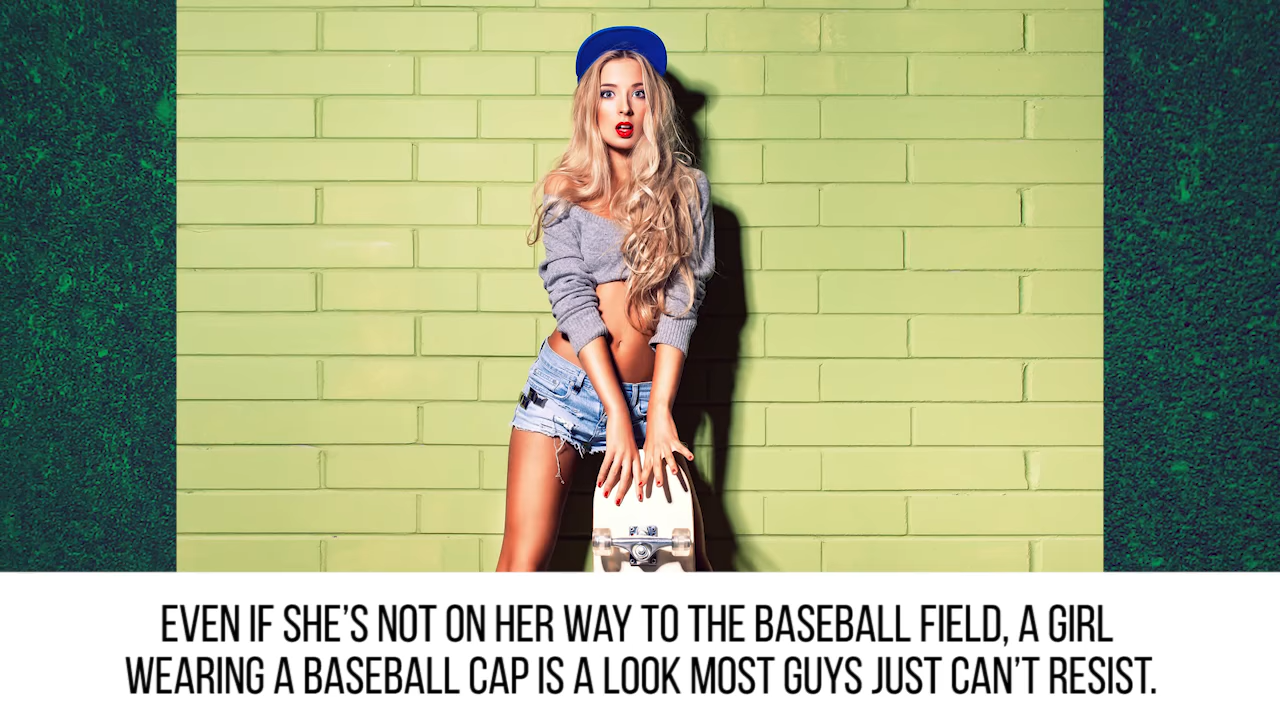 EVEN IF SHE'S NOT ON HER WAY TO THE BASEBALL FIELD, A GIRL
WEARING A BASEBALL CAP IS A LOOK MOST GUYS JUST CAN'T RESIST.